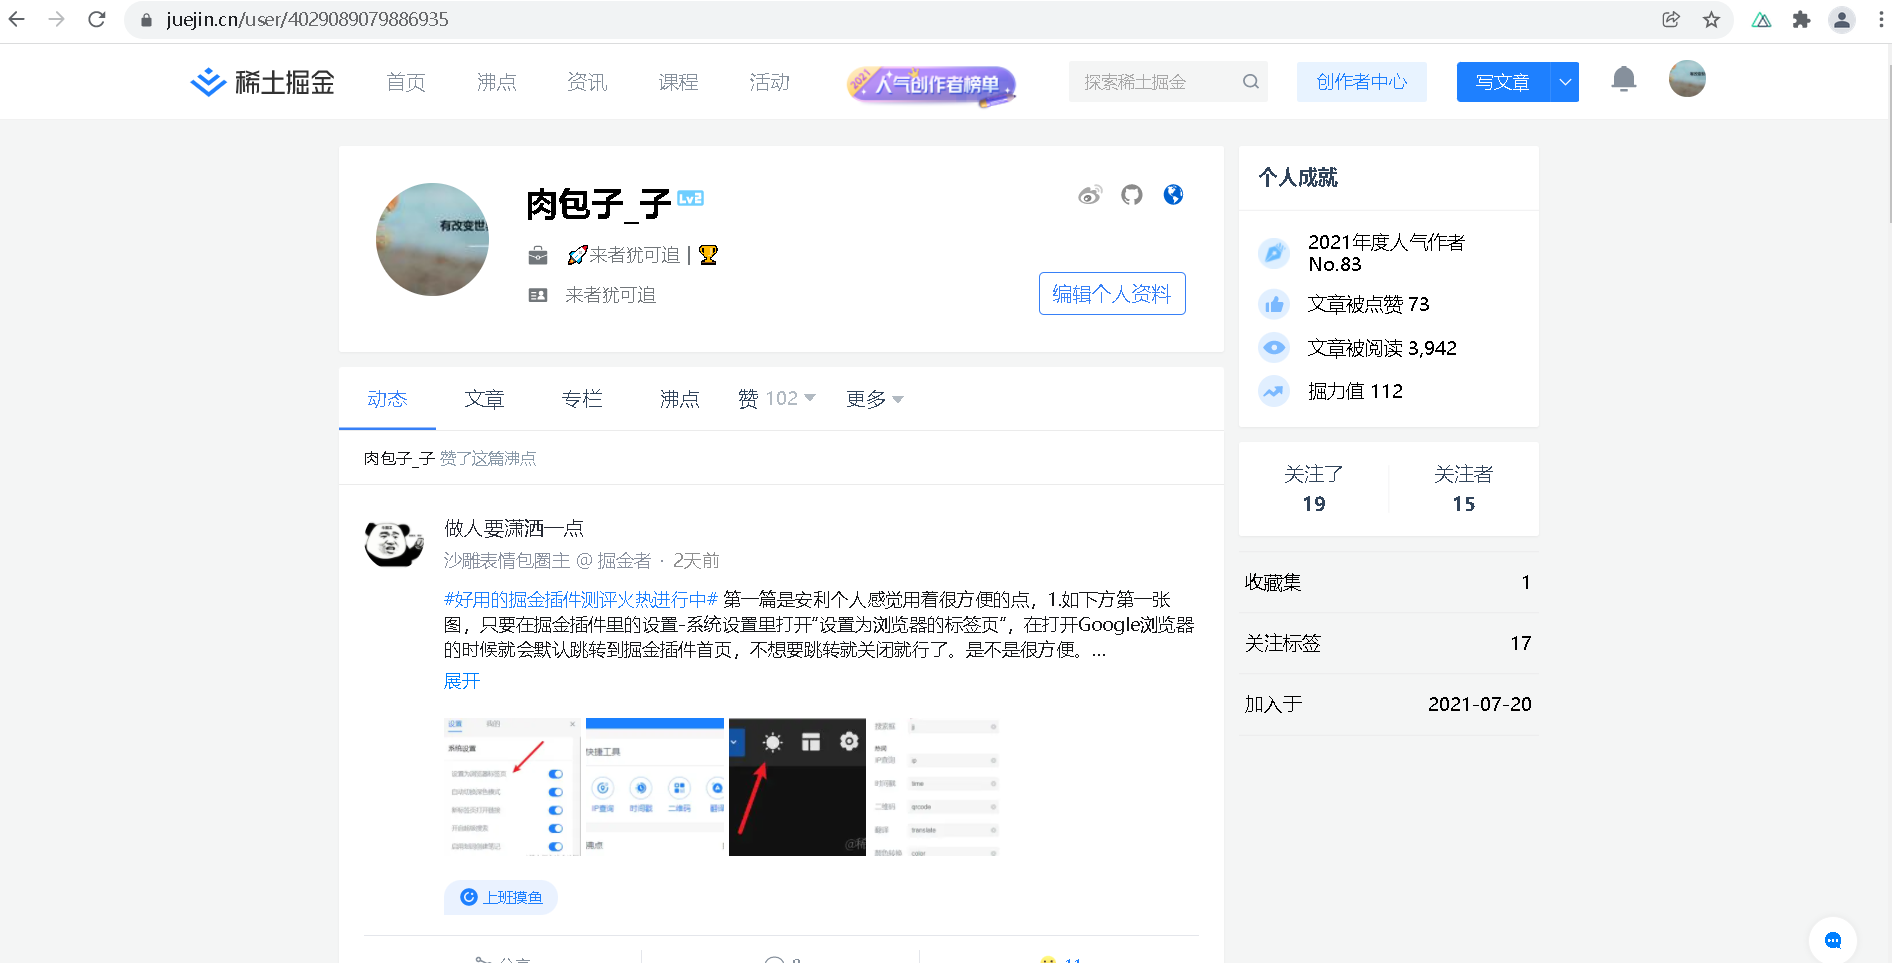 juejin.cn/user/4029089079886935
稀土掘金
首页
沸点
资讯
课程
活动
2021
人气创作者榜单
探索稀土掘金
创作者中心
写文章
有改变世
肉包子_子
Lv2
🚀来者犹可追 | 🏆
来者犹可追
编辑个人资料
个人成就
2021年度人气作者
No.83
文章被点赞 73
文章被阅读 3,942
掘力值 112
动态
文章
专栏
沸点
赞 102
更多
关注了
19
关注者
15
肉包子_子 赞了这篇沸点
做人要潇洒一点
沙雕表情包圈主 @ 掘金者 · 2天前
#好用的掘金插件测评火热进行中# 第一篇是安利个人感觉用着很方便的点，1.如下方第一张
图，只要在掘金插件里的设置-系统设置里打开”设置为浏览器的标签页”，在打开Google浏览器
的时候就会默认跳转到掘金插件首页，不想要跳转就关闭就行了。是不是很方便。...
展开
收藏集 1
关注标签 17
加入于 2021-07-20
设置
系统设置
设置为浏览器标签页
快捷工具
IP查询
时间戳
二维码
翻译
沸点
@稀
搜索框
热词
IP查询
时间戳 time
二维码 qrcode
翻译 translate
颜色转换 color
上班摸鱼
分享
11